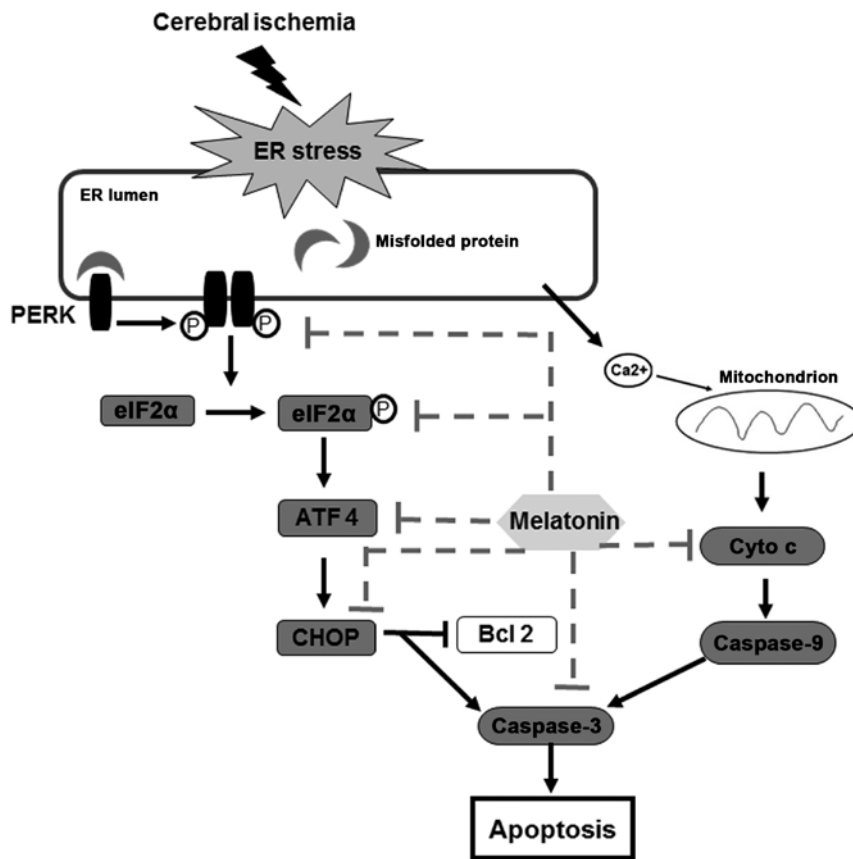 Cerebral ischemia
ER stress
ER lumen
Misfolded protein
PERK
P
P
Ca2+
Mitochondrion
eIF2α
eIF2α
P
ATF 4
Melatonin
Cyto c
CHOP
Bcl 2
Caspase-9
Caspase-3
Apoptosis